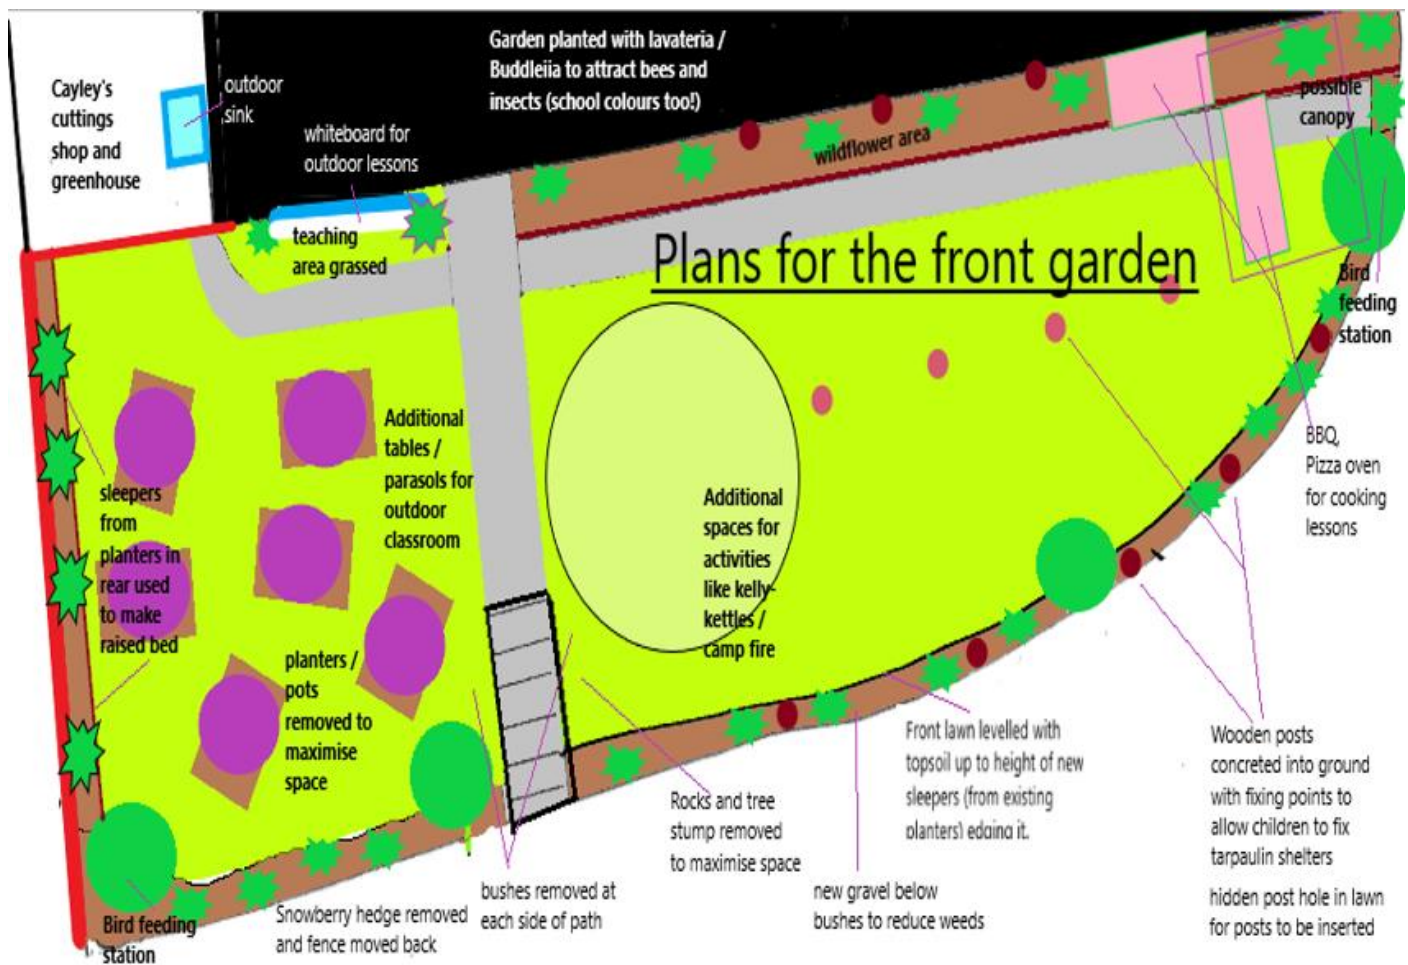 Cayley's
cuttings
shop and
greenhouse
outdoor
sink
Garden planted with lavateria /
Buddleiia to attract bees and
insects (school colours too!)
whiteboard for
outdoor lessons
teaching
area grassed
wildflower area
possible
canopy
Plans for the front garden
Bird
feeding
station
BBQ,
Pizza oven
for cooking
lessons
sleepers
from
planters in
rear used
to make
raised bed
Additional
tables /
parasols for
outdoor
classroom
Additional
spaces for
activities
like kelly-
kettles /
camp fire
planters /
pots
removed to
maximise
space
Bird feeding
station
Snowberry hedge removed
and fence moved back
bushes removed at
each side of path
Rocks and tree
stump removed
to maximise space
new gravel below
bushes to reduce weeds
Front lawn levelled with
topsoil up to height of new
sleepers (from existing
planters) edging it.
Wooden posts
concreted into ground
with fixing points to
allow children to fix
tarpaulin shelters
hidden post hole in lawn
for posts to be inserted